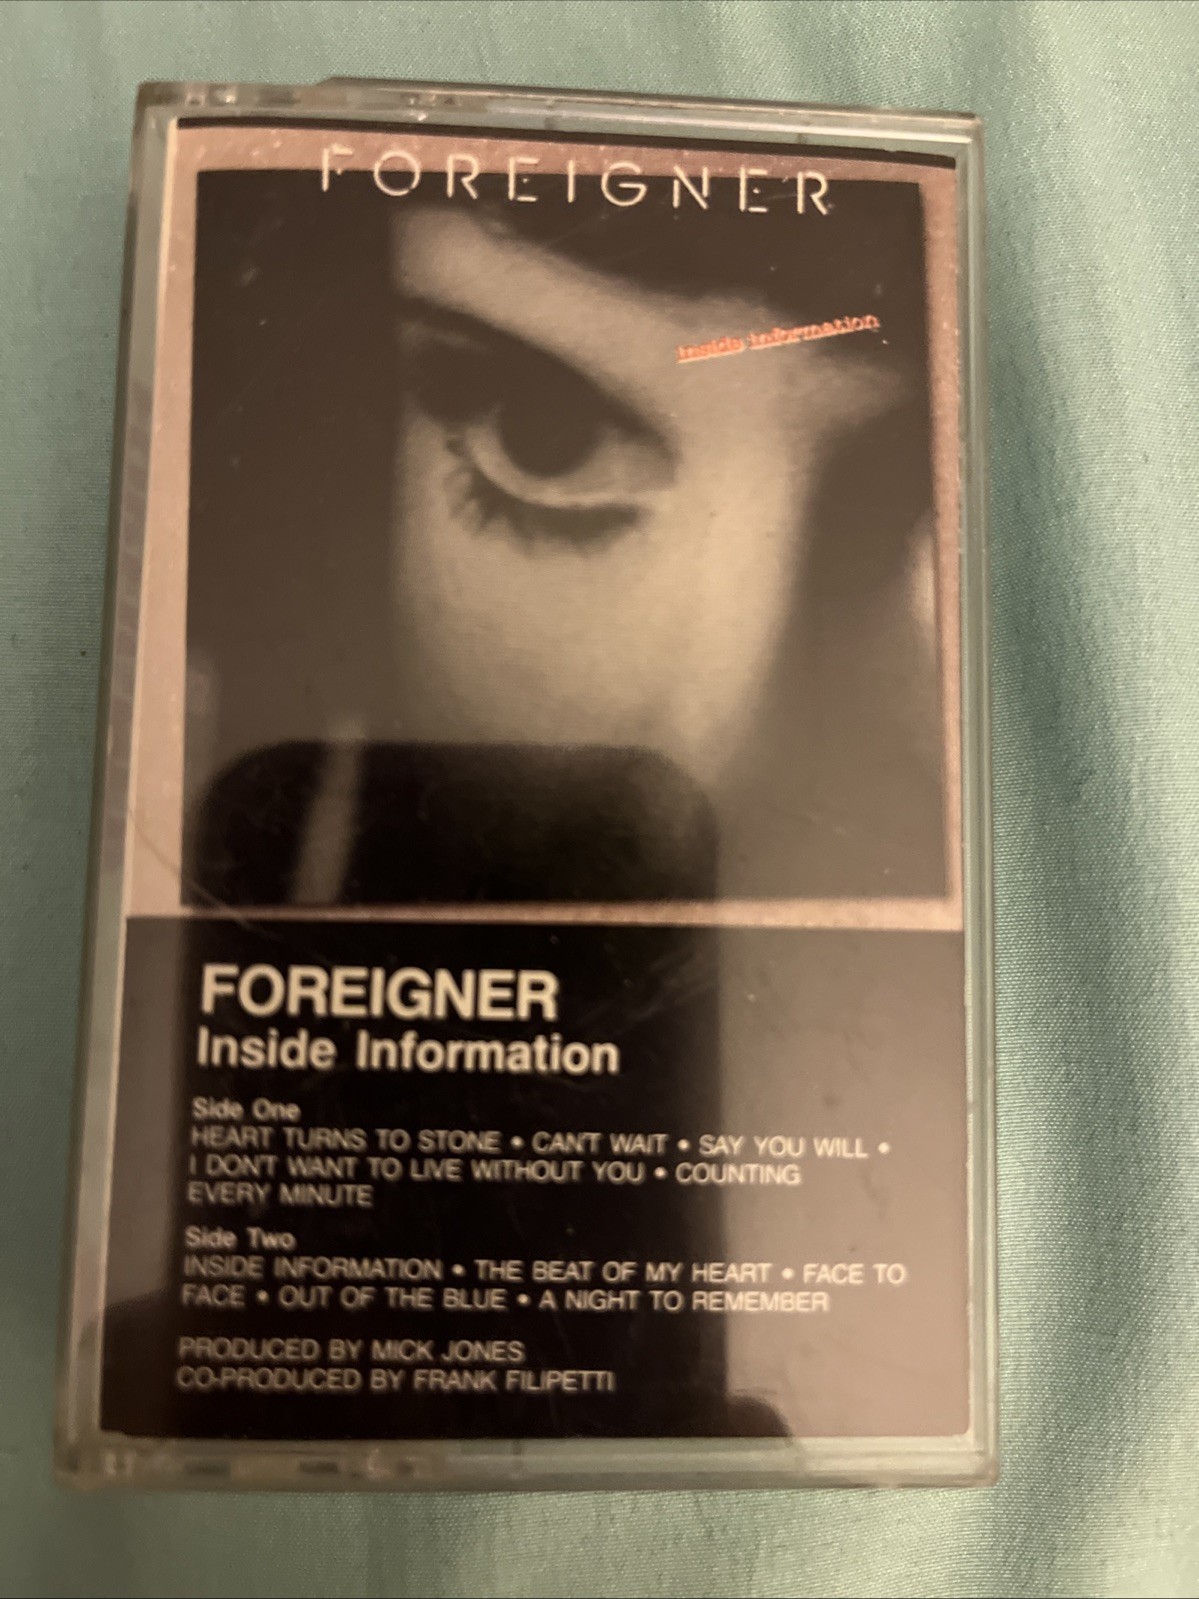 FOREIGNER
Inside Information
FOREIGNER
Inside Information
Side One
HEART TURNS TO STONE • CAN'T WAIT • SAY YOU WILL •
I DON'T WANT TO LIVE WITHOUT YOU • COUNTING
EVERY MINUTE
Side Two
INSIDE INFORMATION • THE BEAT OF MY HEART • FACE TO
FACE • OUT OF THE BLUE • A NIGHT TO REMEMBER
PRODUCED BY MICK JONES
CO-PRODUCED BY FRANK FILIPETTI